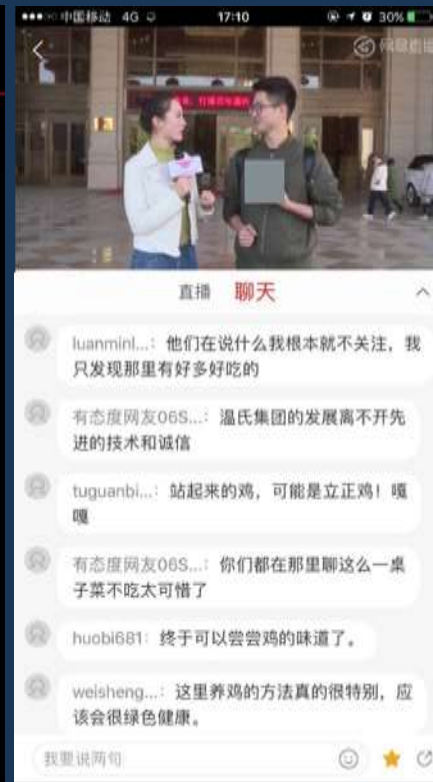 中国移动 4G 17:10 30%
直播 聊天
luanminl...：他们在说什么我根本就不关注，我
只发现那里有好多好吃的
有态度网友06S...：温氏集团的发展离不开先
进的技术和诚信
tuguanbi...：站起来的鸡，可能是立正鸡！嘎
嘎
有态度网友06S...：你们都在那里聊这么一桌
子菜不吃太可惜了
huobi681：终于可以尝尝鸡的味道了。
weisheng...：这里养鸡的方法真的很特别，应
该会很绿色健康。
我要说两句